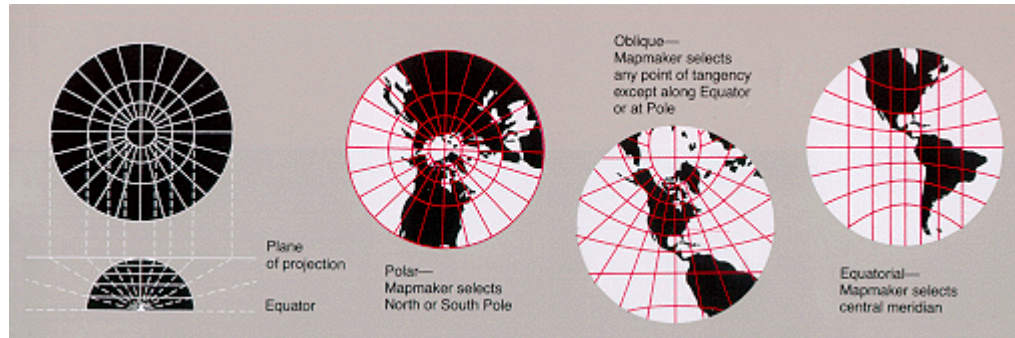 Plane
of projection
Equator
Polar—
Mapmaker selects
North or South Pole
Oblique—
Mapmaker selects
any point of tangency
except along Equator
or at Pole
Equatorial—
Mapmaker selects
central meridian